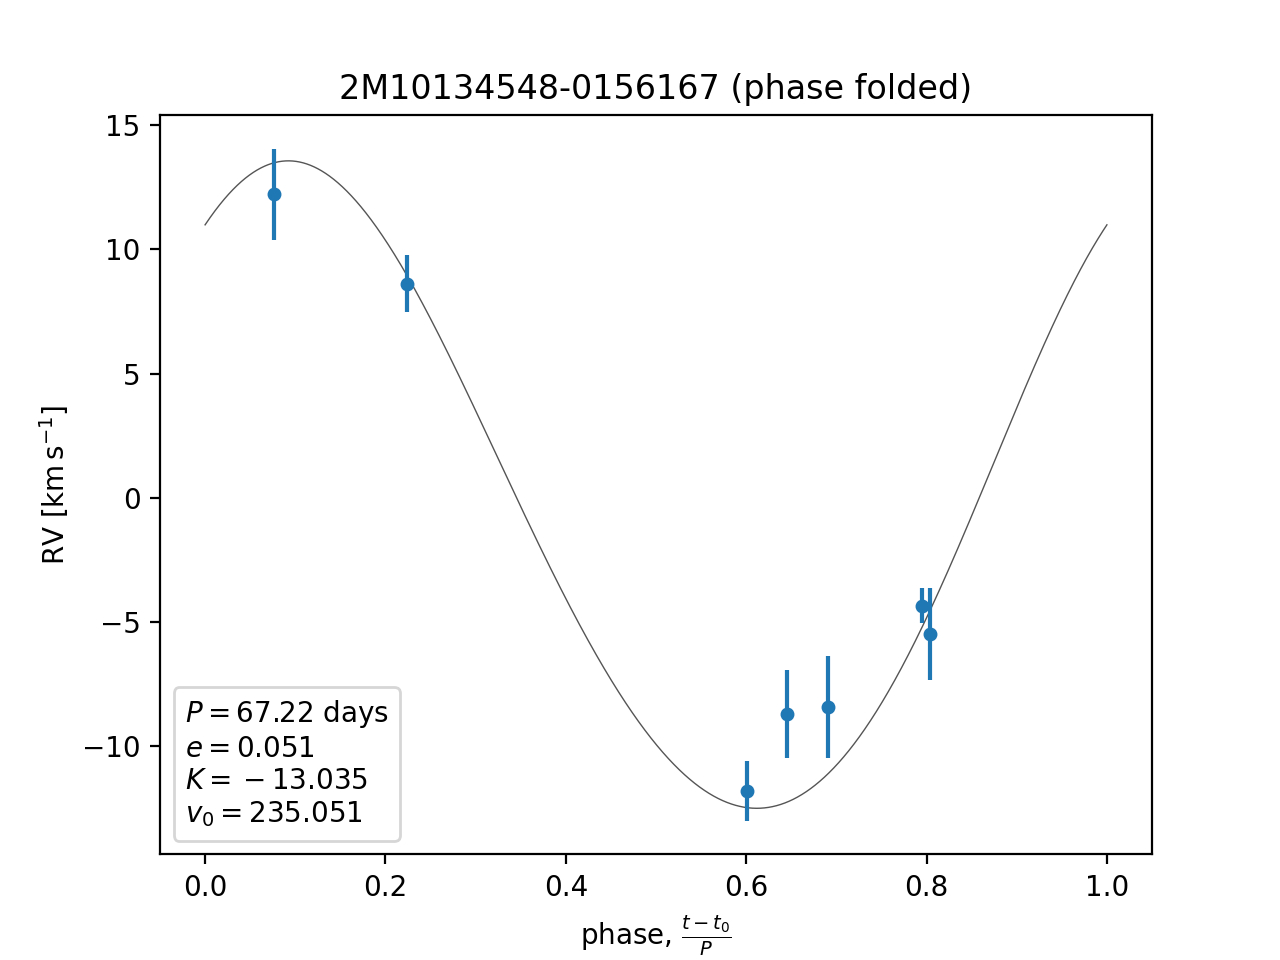 2M10134548-0156167 (phase folded)
15
10
5
0
−5
−10
RV [km s⁻¹]
P = 67.22 days
e = 0.051
K = −13.035
v₀ = 235.051
0.0 0.2 0.4 0.6 0.8 1.0
phase, (t − t₀)/P